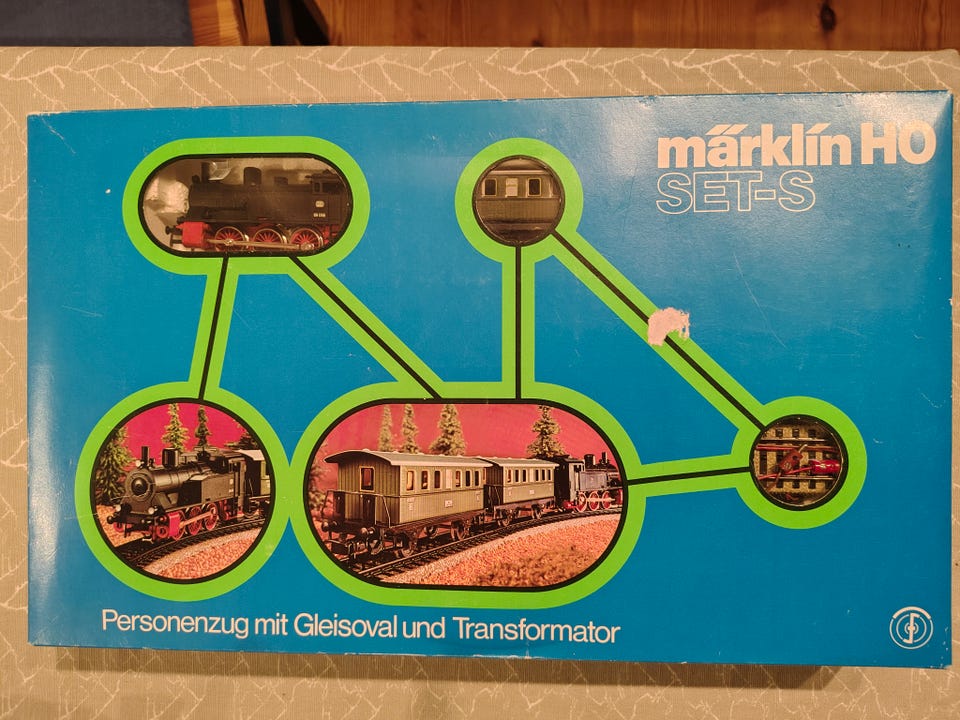 märklin HO
SET-S
Personenzug mit Gleisoval und Transformator